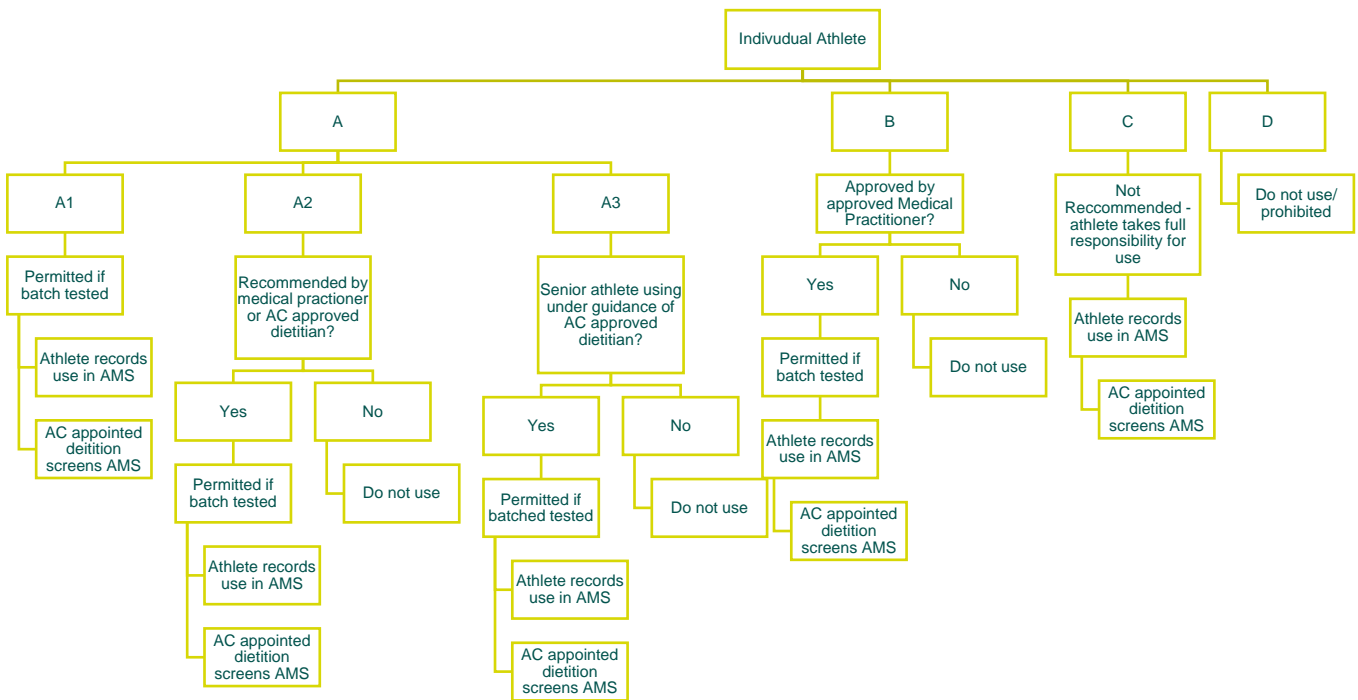 Indivudual Athlete
A
B
C
D
A1
A2
A3
Approved by
approved Medical
Practitioner?
Not
Reccommended -
athlete takes full
responsibility for
use
Do not use/
prohibited
Permitted if
batch tested
Recommended by
medical practioner
or AC approved
dietitian?
Senior athlete using
under guidance of
AC approved
dietitian?
Yes
No
Athlete records
use in AMS
Athlete records
use in AMS
Permitted if
batch tested
Do not use
AC appointed
dietition
screens AMS
Yes
No
Yes
No
AC appointed
deitition
screens AMS
Athlete records
use in AMS
Permitted if
batch tested
Do not use
Permitted if
batched tested
Do not use
AC appointed
dietition
screens AMS
Athlete records
use in AMS
Athlete records
use in AMS
AC appointed
dietition
screens AMS
AC appointed
dietition
screens AMS